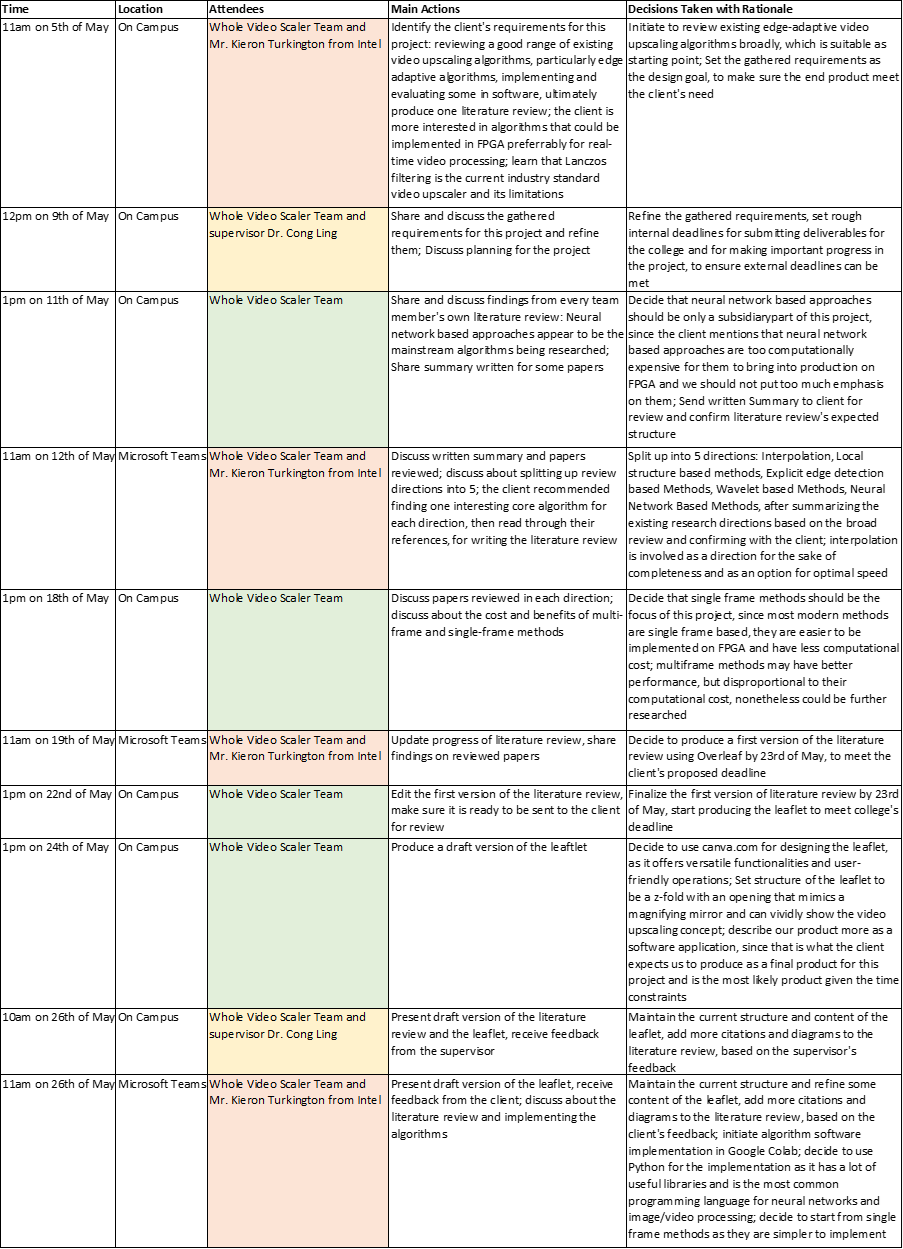 Time Location Attendees Main Actions Decisions Taken with Rationale
11am on 5th of May On Campus
Whole Video Scaler Team and
Mr. Kieron Turkington from Intel
Identify the client's requirements for this
project: reviewing a good range of existing
video upscaling algorithms, particularly edge
adaptive algorithms, implementing and
evaluating some in software, ultimately
produce one literature review; the client is
more interested in algorithms that could be
implemented in FPGA preferrably for real-
time video processing; learn that Lanczos
filtering is the current industry standard
video upscaler and its limitations
Initiate to review existing edge-adaptive video
upscaling algorithms broadly, which is suitable as
starting point; Set the gathered requirements as
the design goal, to make sure the end product meet
the client's need
12pm on 9th of May On Campus
Whole Video Scaler Team and
supervisor Dr. Cong Ling
Share and discuss the gathered
requirements for this project and refine
them; Discuss planning for the project
Refine the gathered requirements, set rough
internal deadlines for submitting deliverables for
the college and for making important progress in
the project, to ensure external deadlines can be
met
1pm on 11th of May On Campus
Whole Video Scaler Team
Share and discuss findings from every team
member's own literature review: Neural
network based approaches appear to be the
mainstream algorithms being researched;
Share summary written for some papers
Decide that neural network based approaches
should be only a subsidiarypart of this project,
since the client mentions that neural network
based approaches are too computationally
expensive for them to bring into production on
FPGA and we should not put too much emphasis
on them; Send written Summary to client for
review and confirm literature review's expected
structure
11am on 12th of May Microsoft Teams
Whole Video Scaler Team and
Mr. Kieron Turkington from Intel
Discuss written summary and papers
reviewed; discuss about splitting up review
directions into 5; the client recommended
finding one interesting core algorithm for
each direction, then read through their
references, for writing the literature review
Split up into 5 directions: Interpolation, Local
structure based methods, Explicit edge detection
based Methods, Wavelet based Methods, Neural
Network Based Methods, after summarizing the
existing research directions based on the broad
review and confirming with the client; interpolation
is involved as a direction for the sake of
completeness and as an option for optimal speed
1pm on 18th of May On Campus
Whole Video Scaler Team
Discuss papers reviewed in each direction;
discuss about the cost and benefits of multi-
frame and single-frame methods
Decide that single frame methods should be the
focus of this project, since most modern methods
are single frame based, they are easier to be
implemented on FPGA and have less computational
cost; multiframe methods may have better
performance, but disproportional to their
computational cost, nonetheless could be further
researched
11am on 19th of May Microsoft Teams
Whole Video Scaler Team and
Mr. Kieron Turkington from Intel
Update progress of literature review, share
findings on reviewed papers
Decide to produce a first version of the literature
review using Overleaf by 23rd of May, to meet the
client's proposed deadline
1pm on 22nd of May On Campus
Whole Video Scaler Team
Edit the first version of the literature review,
make sure it is ready to be sent to the client
for review
Finalize the first version of literature review by 23rd
of May, start producing the leaflet to meet college's
deadline
1pm on 24th of May On Campus
Whole Video Scaler Team
Produce a draft version of the leaftlet
Decide to use canva.com for designing the leaflet,
as it offers versatile functionalities and user-
friendly operations; Set structure of the leaflet to
be a z-fold with an opening that mimics a
magnifying mirror and can vividly show the video
upscaling concept; describe our product more as a
software application, since that is what the client
expects us to produce as a final product for this
project and is the most likely product given the time
constraints
10am on 26th of May On Campus
Whole Video Scaler Team and
supervisor Dr. Cong Ling
Present draft version of the literature
review and the leaflet, receive feedback
from the supervisor
Maintain the current structure and content of the
leaflet, add more citations and diagrams to the
literature review, based on the supervisor's
feedback
11am on 26th of May Microsoft Teams
Whole Video Scaler Team and
Mr. Kieron Turkington from Intel
Present draft version of the leaflet, receive
feedback from the client; discuss about the
literature review and implementing the
algorithms
Maintain the current structure and refine some
content of the leaflet, add more citations and
diagrams to the literature review, based on the
client's feedback; initiate algorithm software
implementation in Google Colab; decide to use
Python for the implementation as it has a lot of
useful libraries and is the most common
programming language for neural networks and
image/video processing; decide to start from single
frame methods as they are simpler to implement